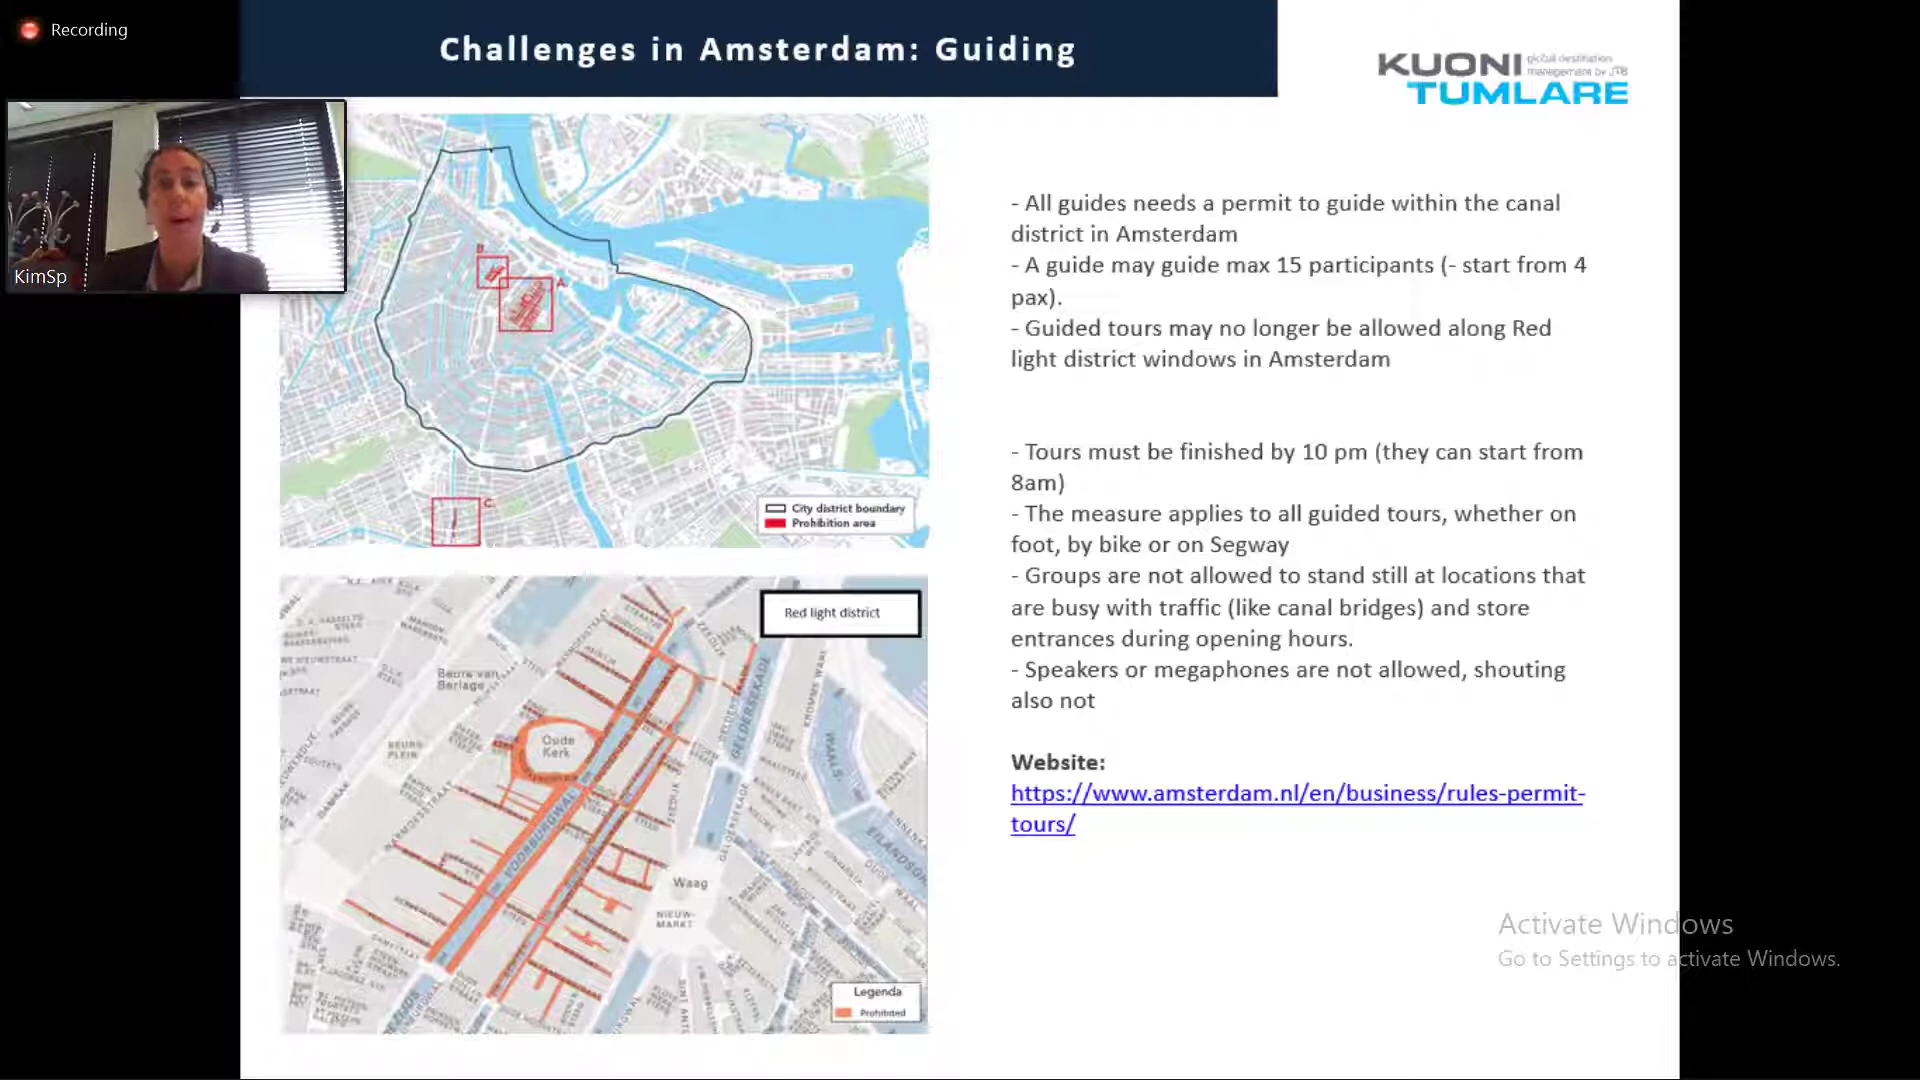 Recording
Challenges in Amsterdam: Guiding
KUONI global destination
management by JTB
TUMLARE
KimSp
B.
A.
C.
City district boundary
Prohibition area
- All guides needs a permit to guide within the canal
district in Amsterdam
- A guide may guide max 15 participants (- start from 4
pax).
- Guided tours may no longer be allowed along Red
light district windows in Amsterdam
- Tours must be finished by 10 pm (they can start from
8am)
- The measure applies to all guided tours, whether on
foot, by bike or on Segway
- Groups are not allowed to stand still at locations that
are busy with traffic (like canal bridges) and store
entrances during opening hours.
- Speakers or megaphones are not allowed, shouting
also not
Website:
https://www.amsterdam.nl/en/business/rules-permit-
tours/
Red light district
Beurs van
Berlage
BEURS-
PLEIN
Oude
Kerk
GELDERSEKADE
VOORBURGWAL
Waag
NIEUW-
MARKT
Legenda
Prohibited
Activate Windows
Go to Settings to activate Windows.